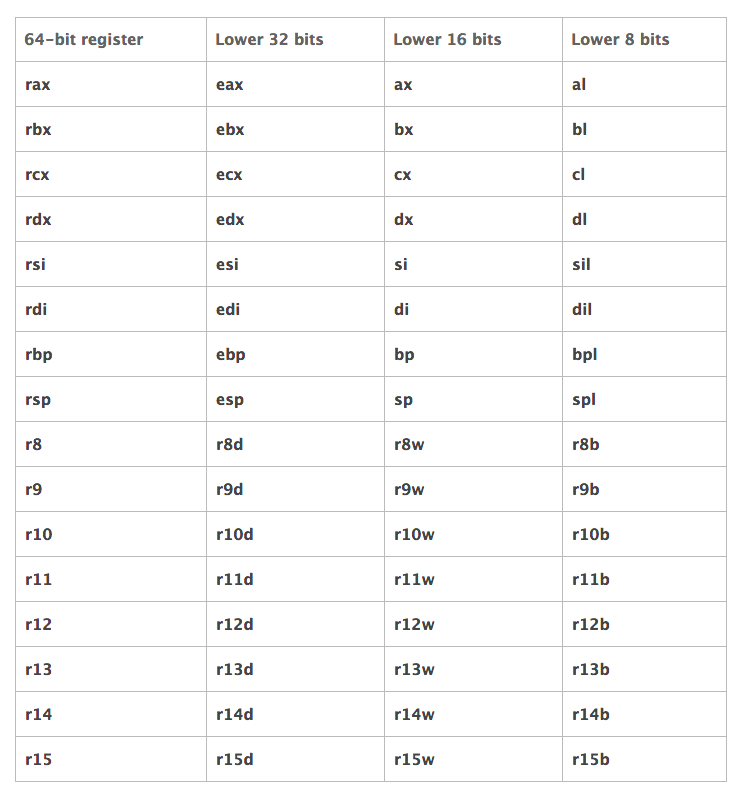 64-bit register Lower 32 bits Lower 16 bits Lower 8 bits
rax eax ax al
rbx ebx bx bl
rcx ecx cx cl
rdx edx dx dl
rsi esi si sil
rdi edi di dil
rbp ebp bp bpl
rsp esp sp spl
r8 r8d r8w r8b
r9 r9d r9w r9b
r10 r10d r10w r10b
r11 r11d r11w r11b
r12 r12d r12w r12b
r13 r13d r13w r13b
r14 r14d r14w r14b
r15 r15d r15w r15b